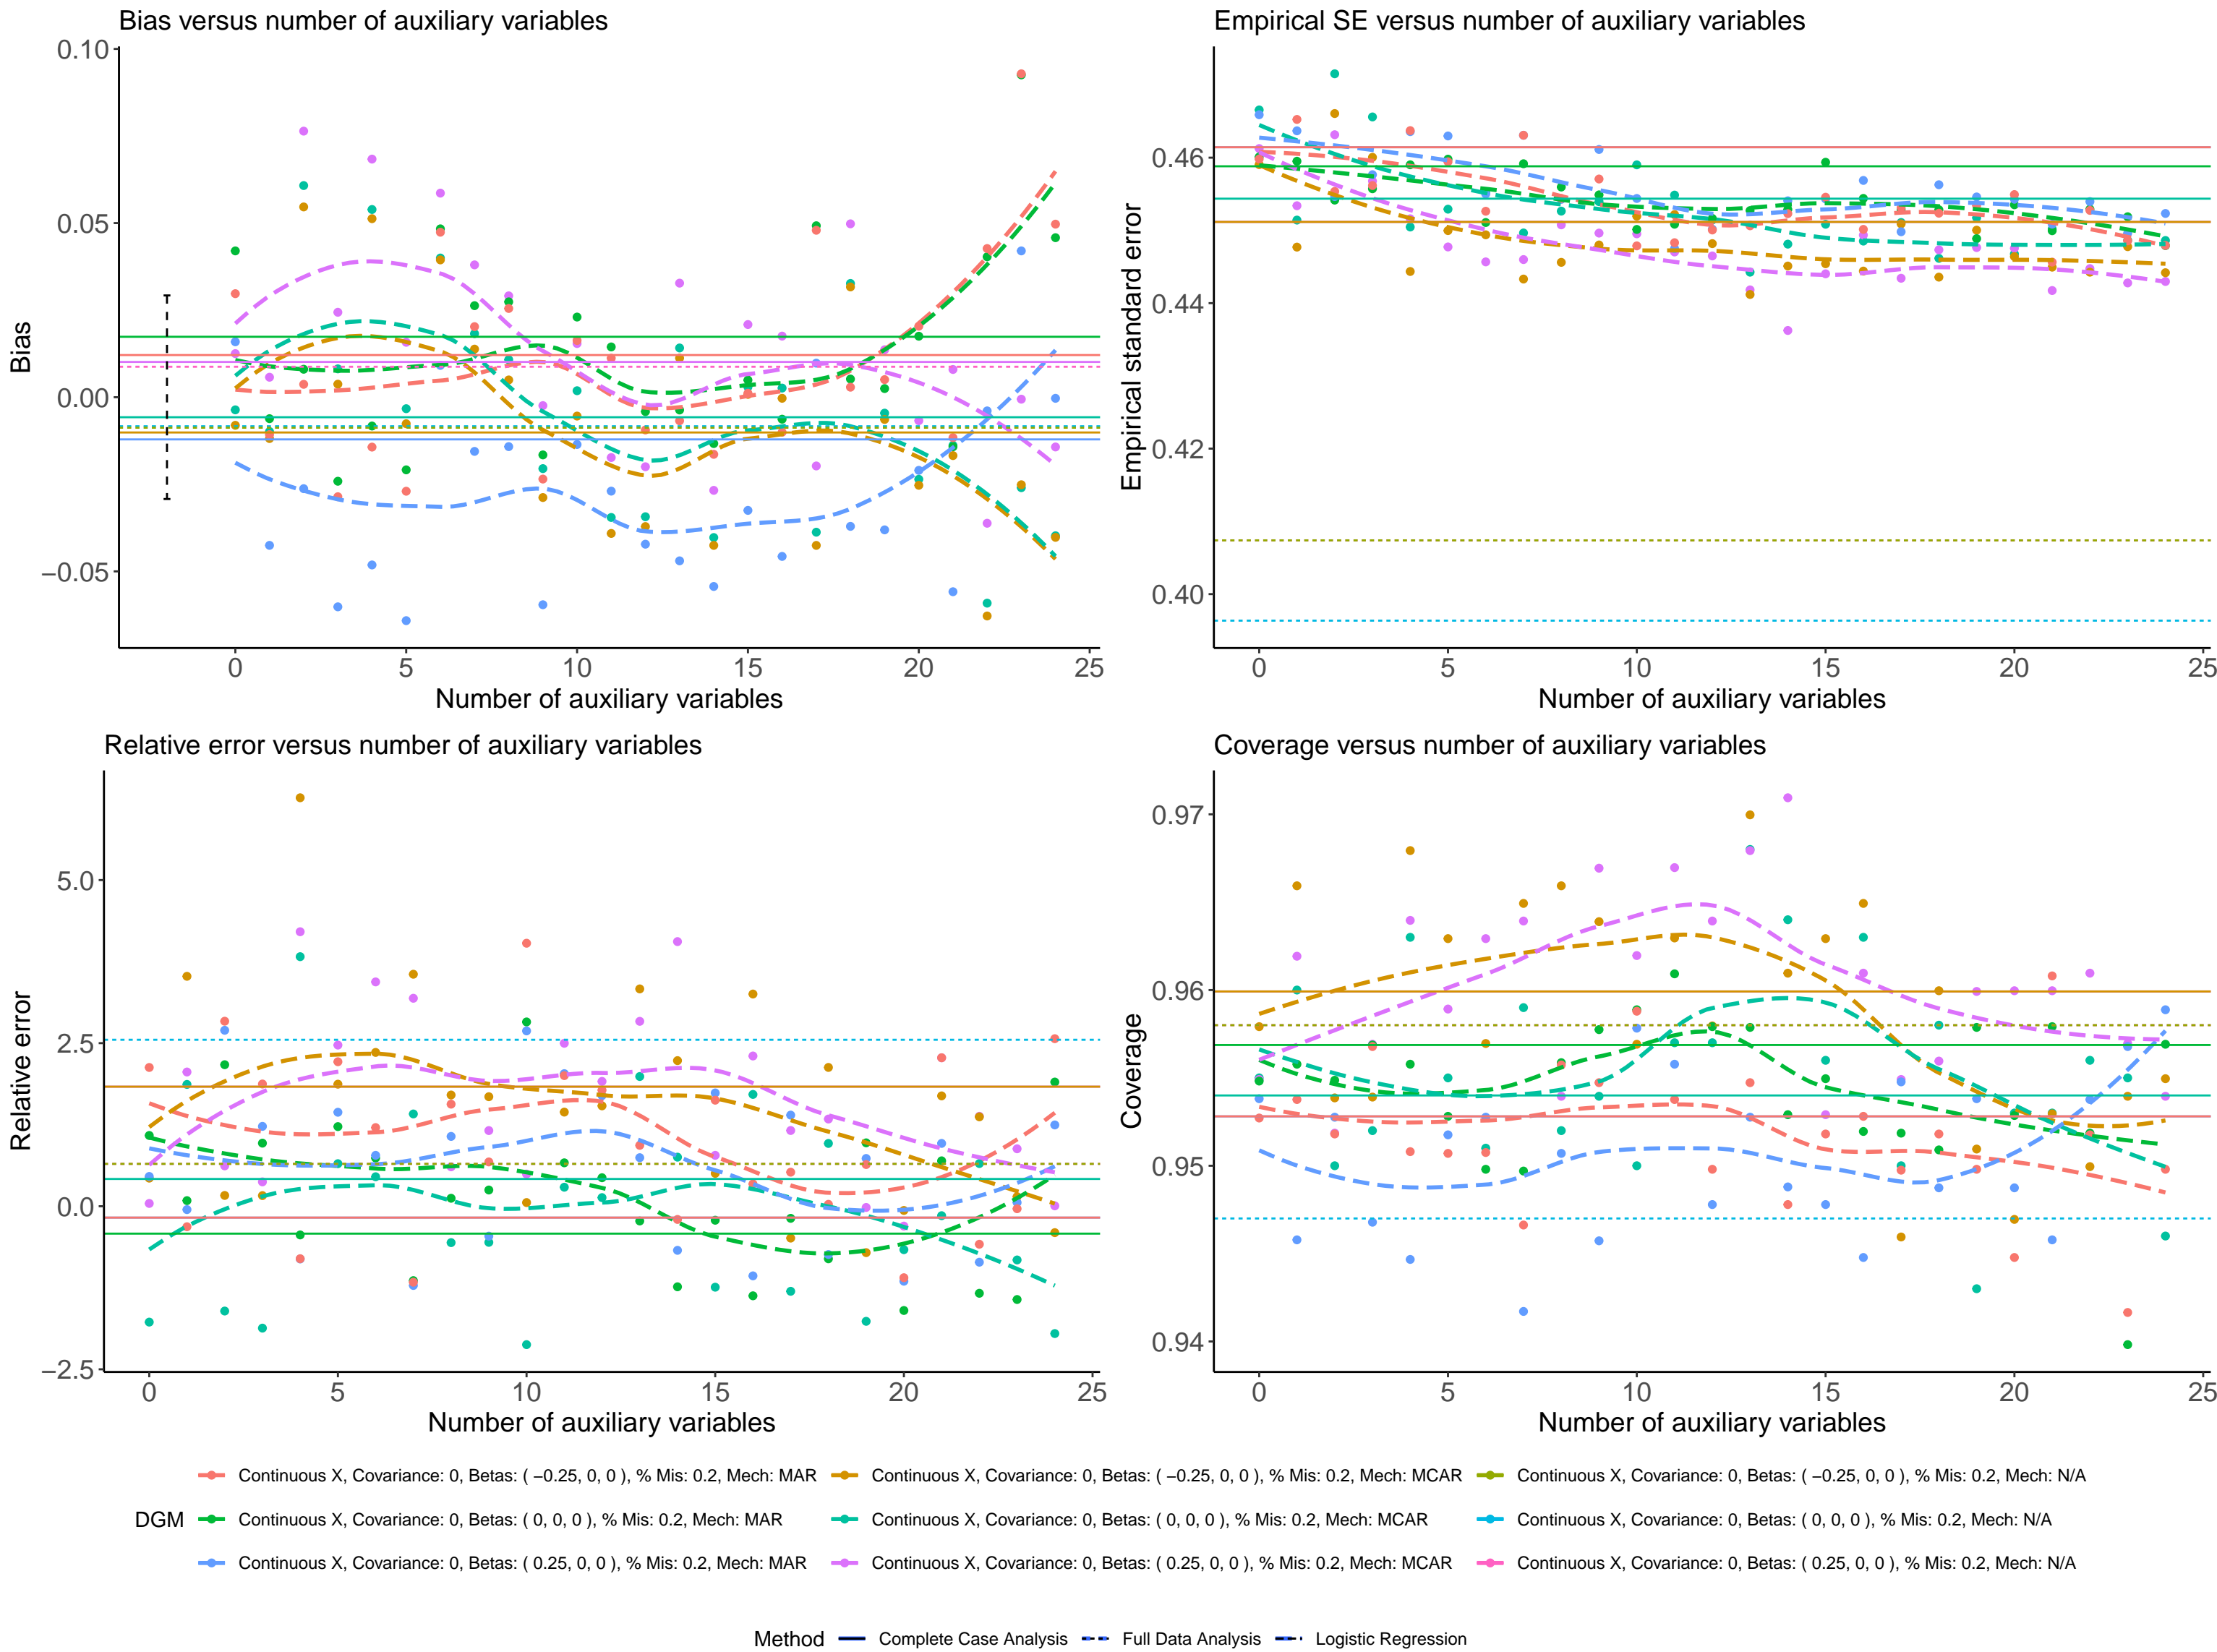 Bias versus number of auxiliary variables
0.10
0.05
0.00
−0.05
Bias
0 5 10 15 20 25
Number of auxiliary variables
Empirical SE versus number of auxiliary variables
0.46
0.44
0.42
0.40
Empirical standard error
0 5 10 15 20 25
Number of auxiliary variables
Relative error versus number of auxiliary variables
5.0
2.5
0.0
−2.5
Relative error
0 5 10 15 20 25
Number of auxiliary variables
Coverage versus number of auxiliary variables
0.97
0.96
0.95
0.94
Coverage
0 5 10 15 20 25
Number of auxiliary variables
DGM
Continuous X, Covariance: 0, Betas: ( −0.25, 0, 0 ), % Mis: 0.2, Mech: MAR
Continuous X, Covariance: 0, Betas: ( 0, 0, 0 ), % Mis: 0.2, Mech: MAR
Continuous X, Covariance: 0, Betas: ( 0.25, 0, 0 ), % Mis: 0.2, Mech: MAR
Continuous X, Covariance: 0, Betas: ( −0.25, 0, 0 ), % Mis: 0.2, Mech: MCAR
Continuous X, Covariance: 0, Betas: ( 0, 0, 0 ), % Mis: 0.2, Mech: MCAR
Continuous X, Covariance: 0, Betas: ( 0.25, 0, 0 ), % Mis: 0.2, Mech: MCAR
Continuous X, Covariance: 0, Betas: ( −0.25, 0, 0 ), % Mis: 0.2, Mech: N/A
Continuous X, Covariance: 0, Betas: ( 0, 0, 0 ), % Mis: 0.2, Mech: N/A
Continuous X, Covariance: 0, Betas: ( 0.25, 0, 0 ), % Mis: 0.2, Mech: N/A
Method Complete Case Analysis Full Data Analysis Logistic Regression